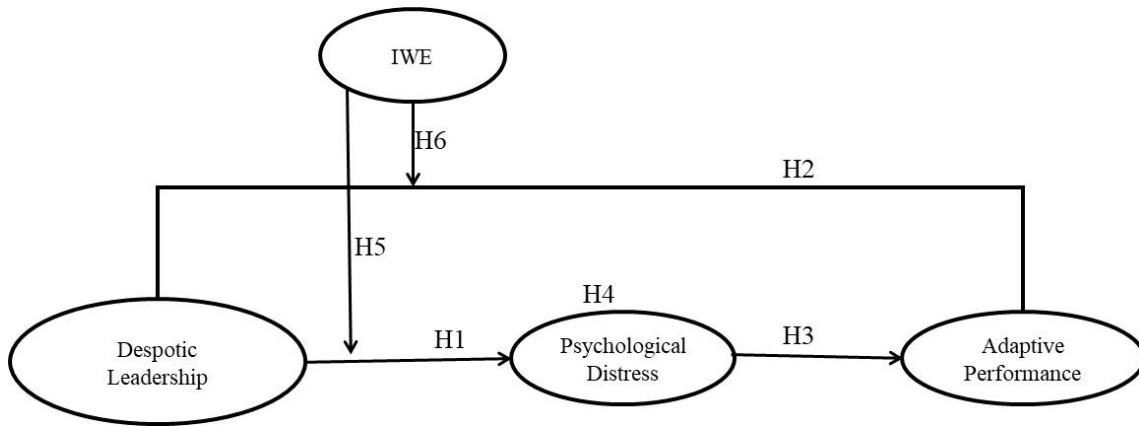 IWE
H6
H2
H5
H4
Despotic
Leadership
H1
Psychological
Distress
H3
Adaptive
Performance